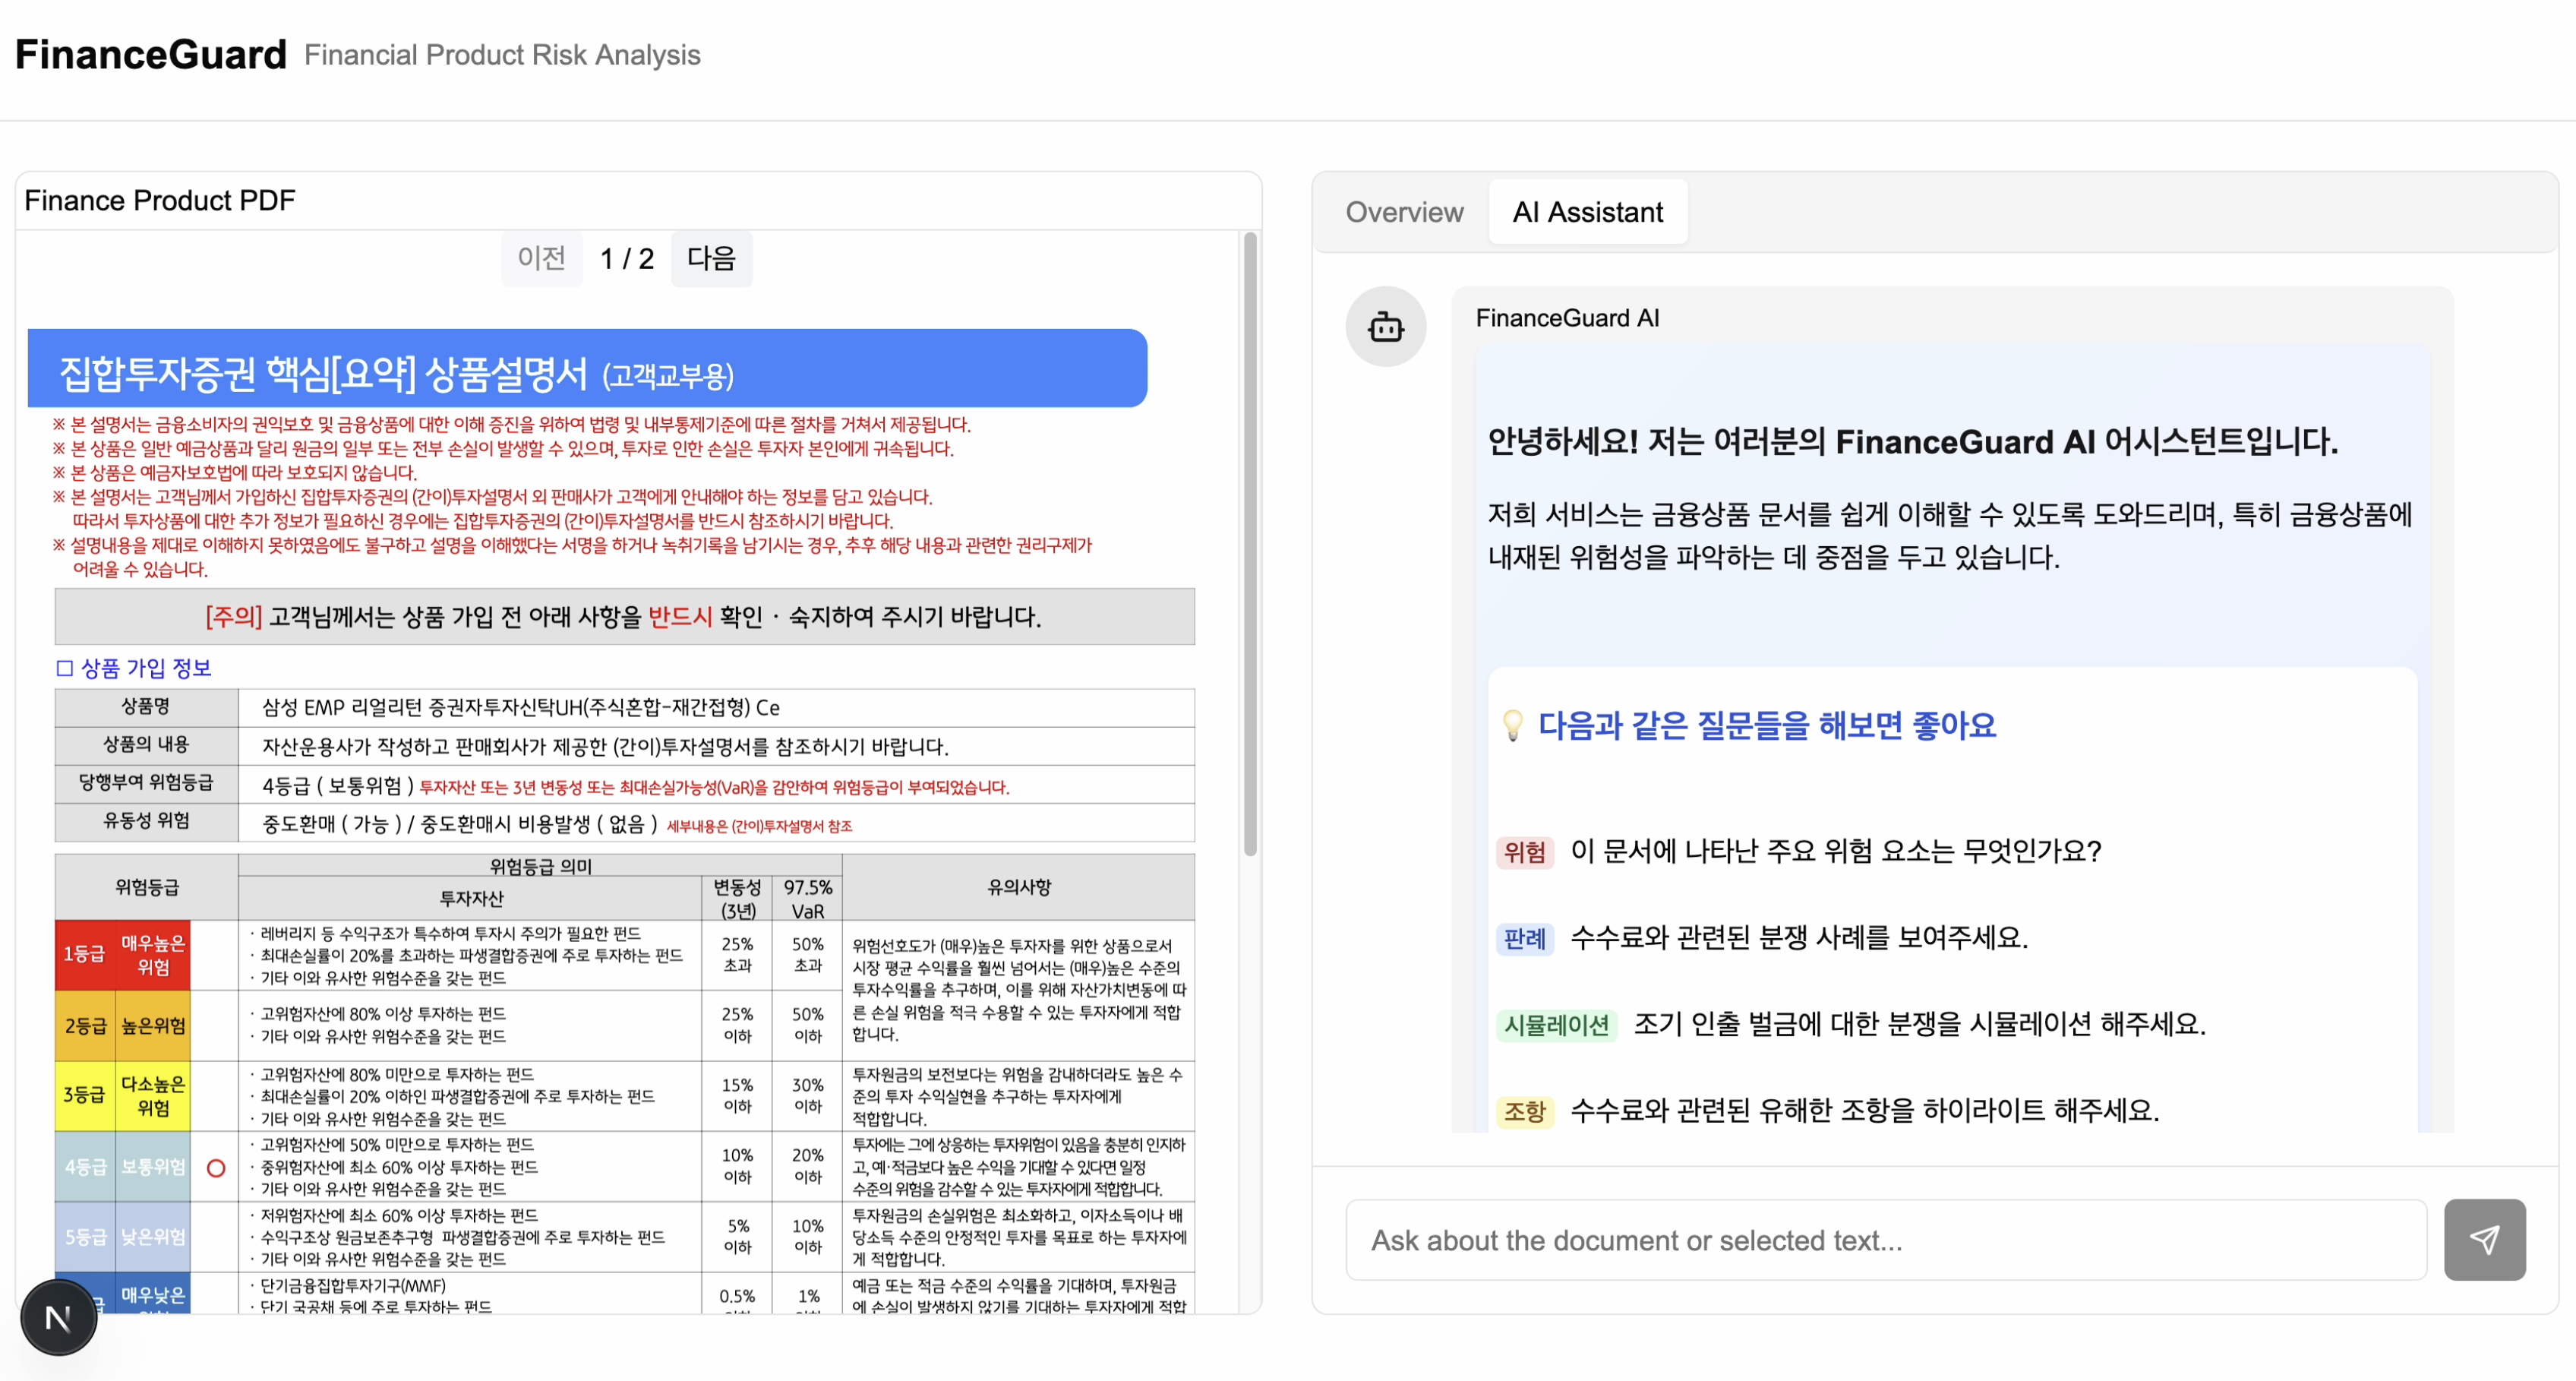 FinanceGuard Financial Product Risk Analysis
Finance Product PDF
이전 1 / 2 다음
집합투자증권 핵심[요약] 상품설명서 (고객교부용)
※ 본 설명서는 금융소비자의 권익보호 및 금융상품에 대한 이해 증진을 위하여 법령 및 내부통제기준에 따른 절차를 거쳐서 제공됩니다.
※ 본 상품은 일반 예금상품과 달리 원금의 일부 또는 전부 손실이 발생할 수 있으며, 투자로 인한 손실은 투자자 본인에게 귀속됩니다.
※ 본 상품은 예금자보호법에 따라 보호되지 않습니다.
※ 본 설명서는 고객님께서 가입하신 집합투자증권의 (간이)투자설명서 외 판매사가 고객에게 안내해야 하는 정보를 담고 있습니다.
따라서 투자상품에 대한 추가 정보가 필요하신 경우에는 집합투자증권의 (간이)투자설명서를 반드시 참조하시기 바랍니다.
※ 설명내용을 제대로 이해하지 못하였음에도 불구하고 설명을 이해했다는 서명을 하거나 녹취기록을 남기시는 경우, 추후 해당 내용과 관련한 권리구제가
어려울 수 있습니다.
[주의] 고객님께서는 상품 가입 전 아래 사항을 반드시 확인 · 숙지하여 주시기 바랍니다.
□ 상품 가입 정보
상품명 삼성 EMP 리얼리턴 증권자투자신탁UH(주식혼합-재간접형) Ce
상품의 내용 자산운용사가 작성하고 판매회사가 제공한 (간이)투자설명서를 참조하시기 바랍니다.
당행부여 위험등급 4등급 ( 보통위험 ) 투자자산 또는 3년 변동성 또는 최대손실가능성(VaR)을 감안하여 위험등급이 부여되었습니다.
유동성 위험 중도환매 ( 가능 ) / 중도환매시 비용발생 ( 없음 ) 세부내용은 (간이)투자설명서 참조
위험등급
위험등급 의미
투자자산
변동성
(3년)
97.5%
VaR
유의사항
1등급 매우높은
위험
· 레버리지 등 수익구조가 특수하여 투자시 주의가 필요한 펀드
· 최대손실률이 20%를 초과하는 파생결합증권에 주로 투자하는 펀드
· 기타 이와 유사한 위험수준을 갖는 펀드
25%
초과
50%
초과
위험선호도가 (매우)높은 투자자를 위한 상품으로서
시장 평균 수익률을 훨씬 넘어서는 (매우)높은 수준의
투자수익률을 추구하며, 이를 위해 자산가치변동에 따
른 손실 위험을 적극 수용할 수 있는 투자자에게 적합
합니다.
2등급 높은위험
· 고위험자산에 80% 이상 투자하는 펀드
· 기타 이와 유사한 위험수준을 갖는 펀드
25%
이하
50%
이하
3등급 다소높은
위험
· 고위험자산에 80% 미만으로 투자하는 펀드
· 최대손실률이 20% 이하인 파생결합증권에 주로 투자하는 펀드
· 기타 이와 유사한 위험수준을 갖는 펀드
15%
이하
30%
이하
투자원금의 보전보다는 위험을 감내하더라도 높은 수
준의 투자 수익실현을 추구하는 투자자에게
적합합니다.
4등급 보통위험 ○
· 고위험자산에 50% 미만으로 투자하는 펀드
· 중위험자산에 최소 60% 이상 투자하는 펀드
· 기타 이와 유사한 위험수준을 갖는 펀드
10%
이하
20%
이하
투자에는 그에 상응하는 투자위험이 있음을 충분히 인지하
고, 예·적금보다 높은 수익을 기대할 수 있다면 일정
수준의 위험을 감수할 수 있는 투자자에게 적합합니다.
5등급 낮은위험
· 저위험자산에 최소 60% 이상 투자하는 펀드
· 수익구조상 원금보존추구형 파생결합증권에 주로 투자하는 펀드
· 기타 이와 유사한 위험수준을 갖는 펀드
5%
이하
10%
이하
투자원금의 손실위험은 최소화하고, 이자소득이나 배
당소득 수준의 안정적인 투자를 목표로 하는 투자자에
게 적합합니다.
매우낮은
· 단기금융집합투자기구(MMF)
· 단기 국공채 등에 주로 투자하는 펀드
0.5%
1%
예금 또는 적금 수준의 수익률을 기대하며, 투자원금
에 손실이 발생하지 않기를 기대하는 투자자에게 적합
N
Overview AI Assistant
FinanceGuard AI
안녕하세요! 저는 여러분의 FinanceGuard AI 어시스턴트입니다.
저희 서비스는 금융상품 문서를 쉽게 이해할 수 있도록 도와드리며, 특히 금융상품에
내재된 위험성을 파악하는 데 중점을 두고 있습니다.
💡 다음과 같은 질문들을 해보면 좋아요
위험 이 문서에 나타난 주요 위험 요소는 무엇인가요?
판례 수수료와 관련된 분쟁 사례를 보여주세요.
시뮬레이션 조기 인출 벌금에 대한 분쟁을 시뮬레이션 해주세요.
조항 수수료와 관련된 유해한 조항을 하이라이트 해주세요.
Ask about the document or selected text...